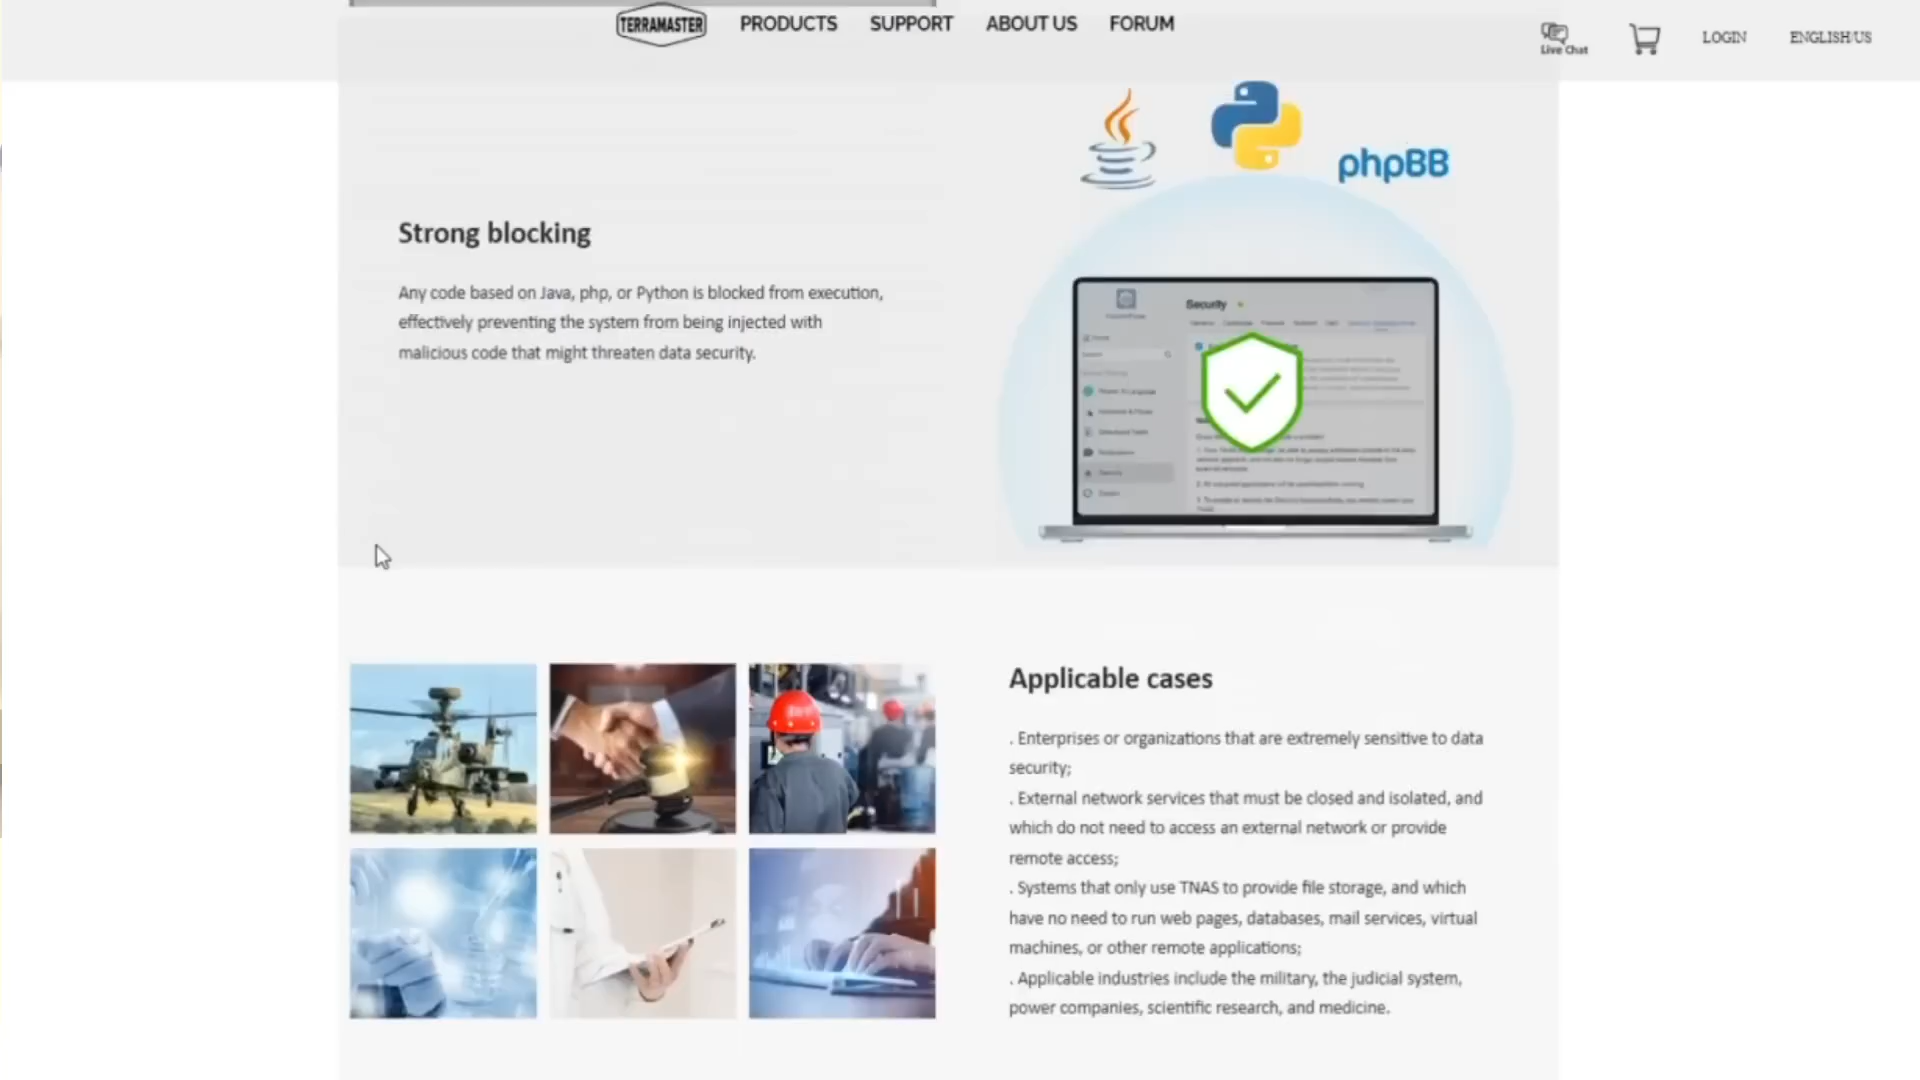 TERRAMASTER PRODUCTS SUPPORT ABOUT US FORUM
Live Chat LOGIN ENGLISH/US
phpBB
Strong blocking
Any code based on Java, php, or Python is blocked from execution,
effectively preventing the system from being injected with
malicious code that might threaten data security.
Security
Applicable cases
. Enterprises or organizations that are extremely sensitive to data
security;
. External network services that must be closed and isolated, and
which do not need to access an external network or provide
remote access;
. Systems that only use TNAS to provide file storage, and which
have no need to run web pages, databases, mail services, virtual
machines, or other remote applications;
. Applicable industries include the military, the judicial system,
power companies, scientific research, and medicine.